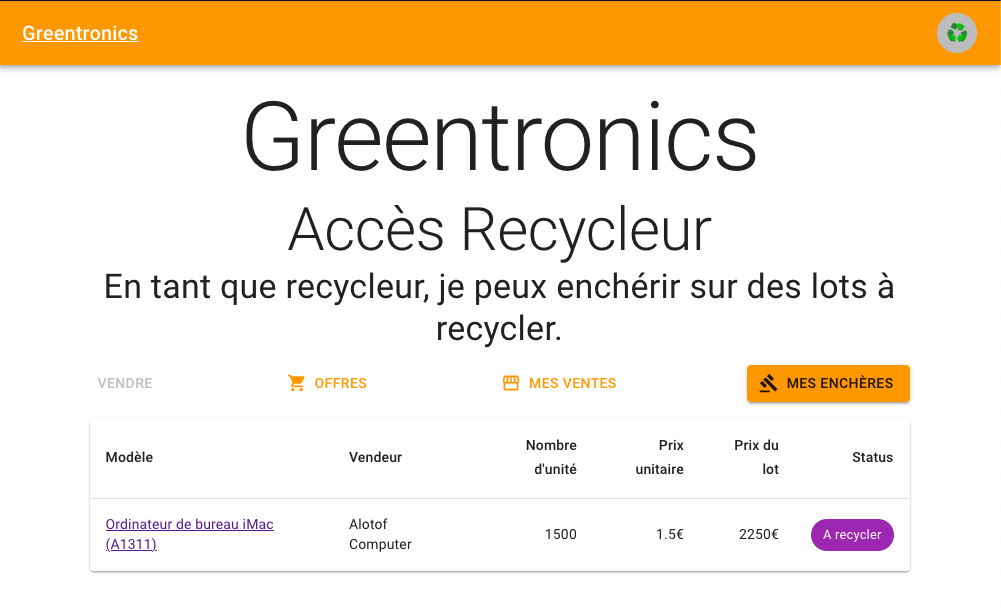 Greentronics
Greentronics
Accès Recycleur
En tant que recycleur, je peux enchérir sur des lots à
recycler.
VENDRE OFFRES MES VENTES MES ENCHÈRES
Modèle Vendeur Nombre d'unité Prix unitaire Prix du lot Status
Ordinateur de bureau iMac (A1311) Alotof Computer 1500 1.5€ 2250€ A recycler